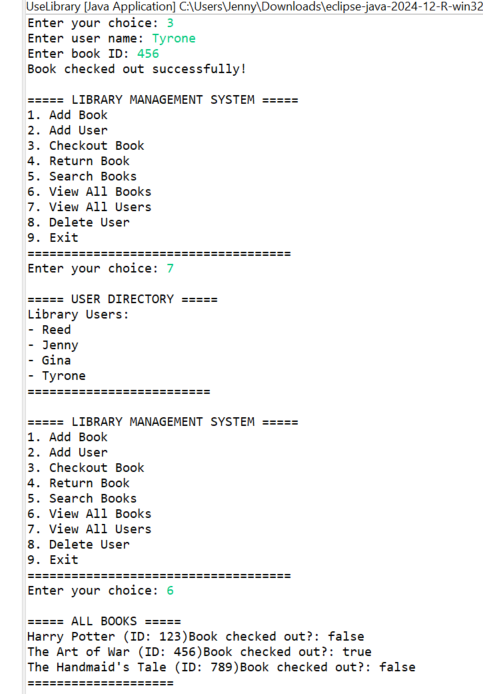 UseLibrary [Java Application] C:\Users\Jenny\Downloads\eclipse-java-2024-12-R-win32
Enter your choice: 3
Enter user name: Tyrone
Enter book ID: 456
Book checked out successfully!

===== LIBRARY MANAGEMENT SYSTEM =====
1. Add Book
2. Add User
3. Checkout Book
4. Return Book
5. Search Books
6. View All Books
7. View All Users
8. Delete User
9. Exit
====================================
Enter your choice: 7

===== USER DIRECTORY =====
Library Users:
- Reed
- Jenny
- Gina
- Tyrone
=========================

===== LIBRARY MANAGEMENT SYSTEM =====
1. Add Book
2. Add User
3. Checkout Book
4. Return Book
5. Search Books
6. View All Books
7. View All Users
8. Delete User
9. Exit
====================================
Enter your choice: 6

===== ALL BOOKS =====
Harry Potter (ID: 123)Book checked out?: false
The Art of War (ID: 456)Book checked out?: true
The Handmaid's Tale (ID: 789)Book checked out?: false
====================